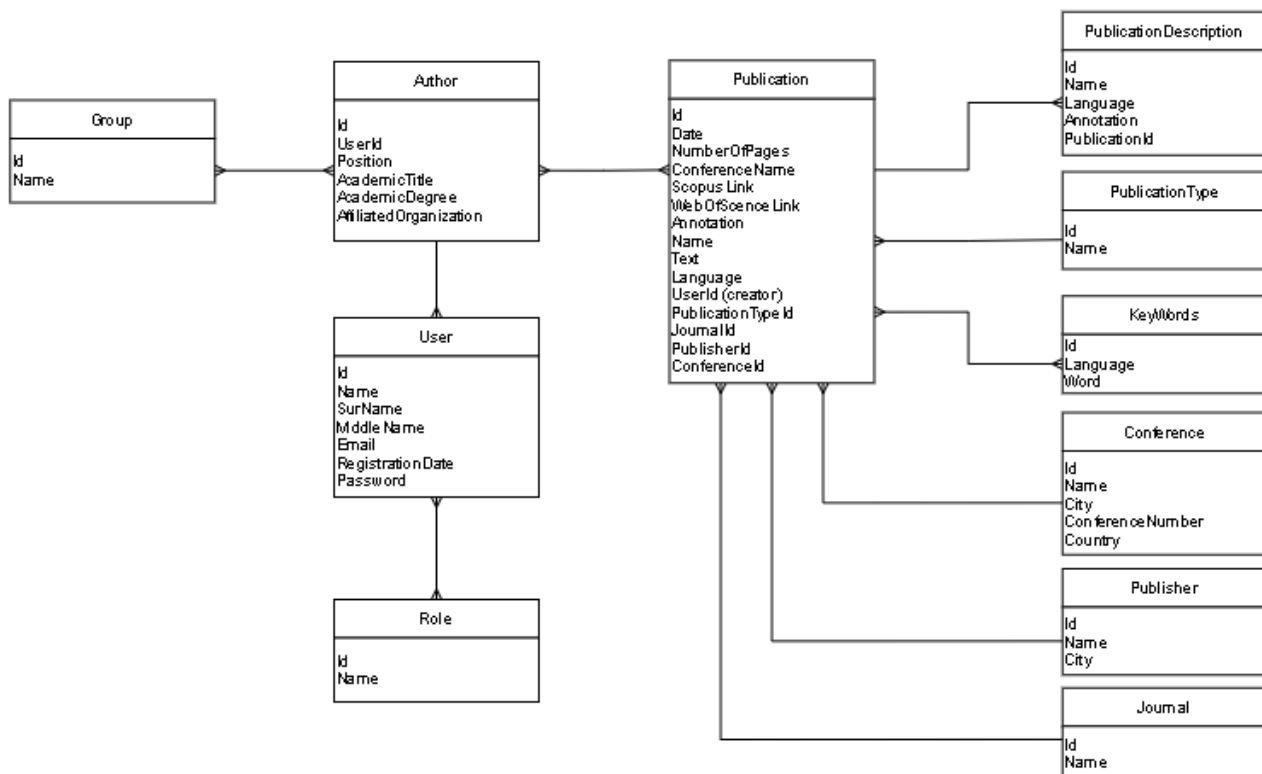 Group
Id
Name
Author
Id
UserId
Position
AcademicTitle
AcademicDegree
AffiliatedOrganization
User
Id
Name
SurName
MiddleName
Email
RegistrationDate
Password
Role
Id
Name
Publication
Id
Date
NumberOfPages
ConferenceName
Scopus Link
WebOfScence Link
Annotation
Name
Text
Language
UserId (creator)
PublicationTypeId
JournalId
PublisherId
ConferenceId
PublicationDescription
Id
Name
Language
Annotation
PublicationId
PublicationType
Id
Name
KeyWords
Id
Language
Word
Conference
Id
Name
City
ConferenceNumber
Country
Publisher
Id
Name
City
Journal
Id
Name